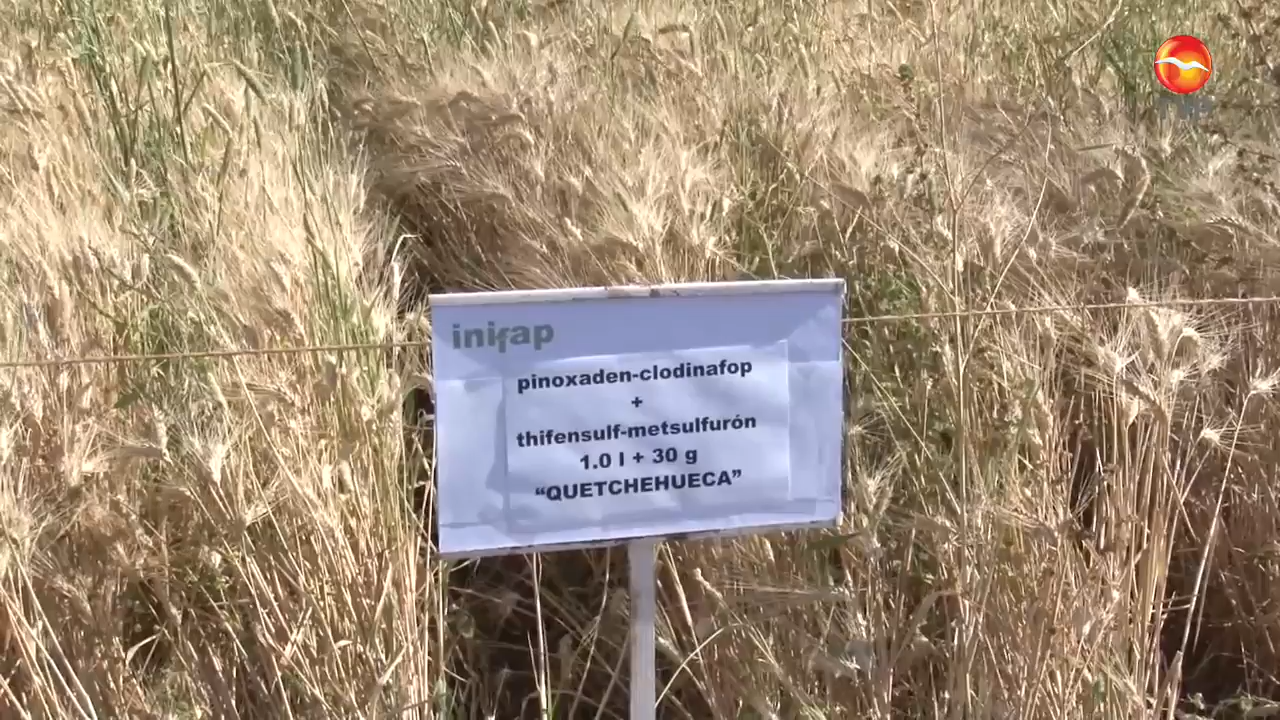 inifap
pinoxaden-clodinafop
+
thifensulf-metsulfurón
1.0 l + 30 g
“QUETCHEHUECA”